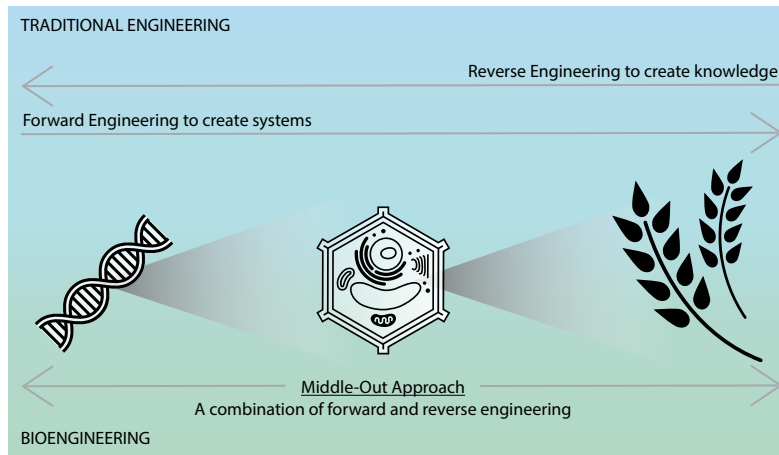 TRADITIONAL ENGINEERING
Reverse Engineering to create knowledge
Forward Engineering to create systems
Middle-Out Approach
A combination of forward and reverse engineering
BIOENGINEERING